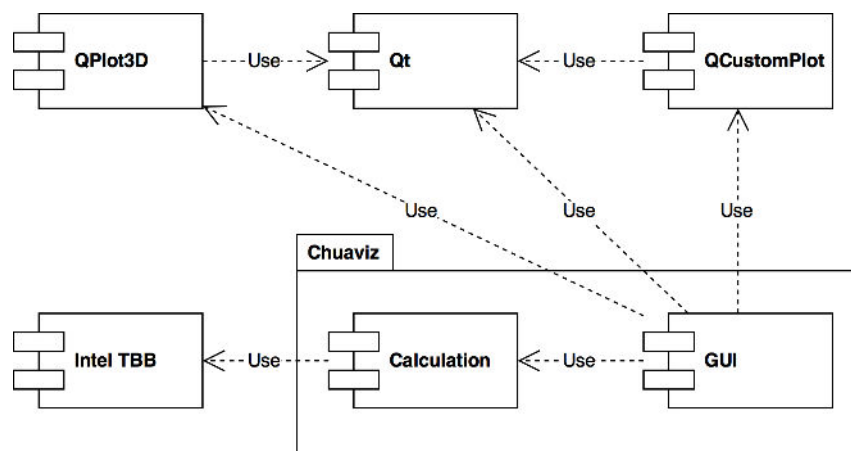 QPlot3D
Use
Qt
Use
QCustomPlot
Use
Use
Use
Chuaviz
Intel TBB
Use
Calculation
Use
GUI